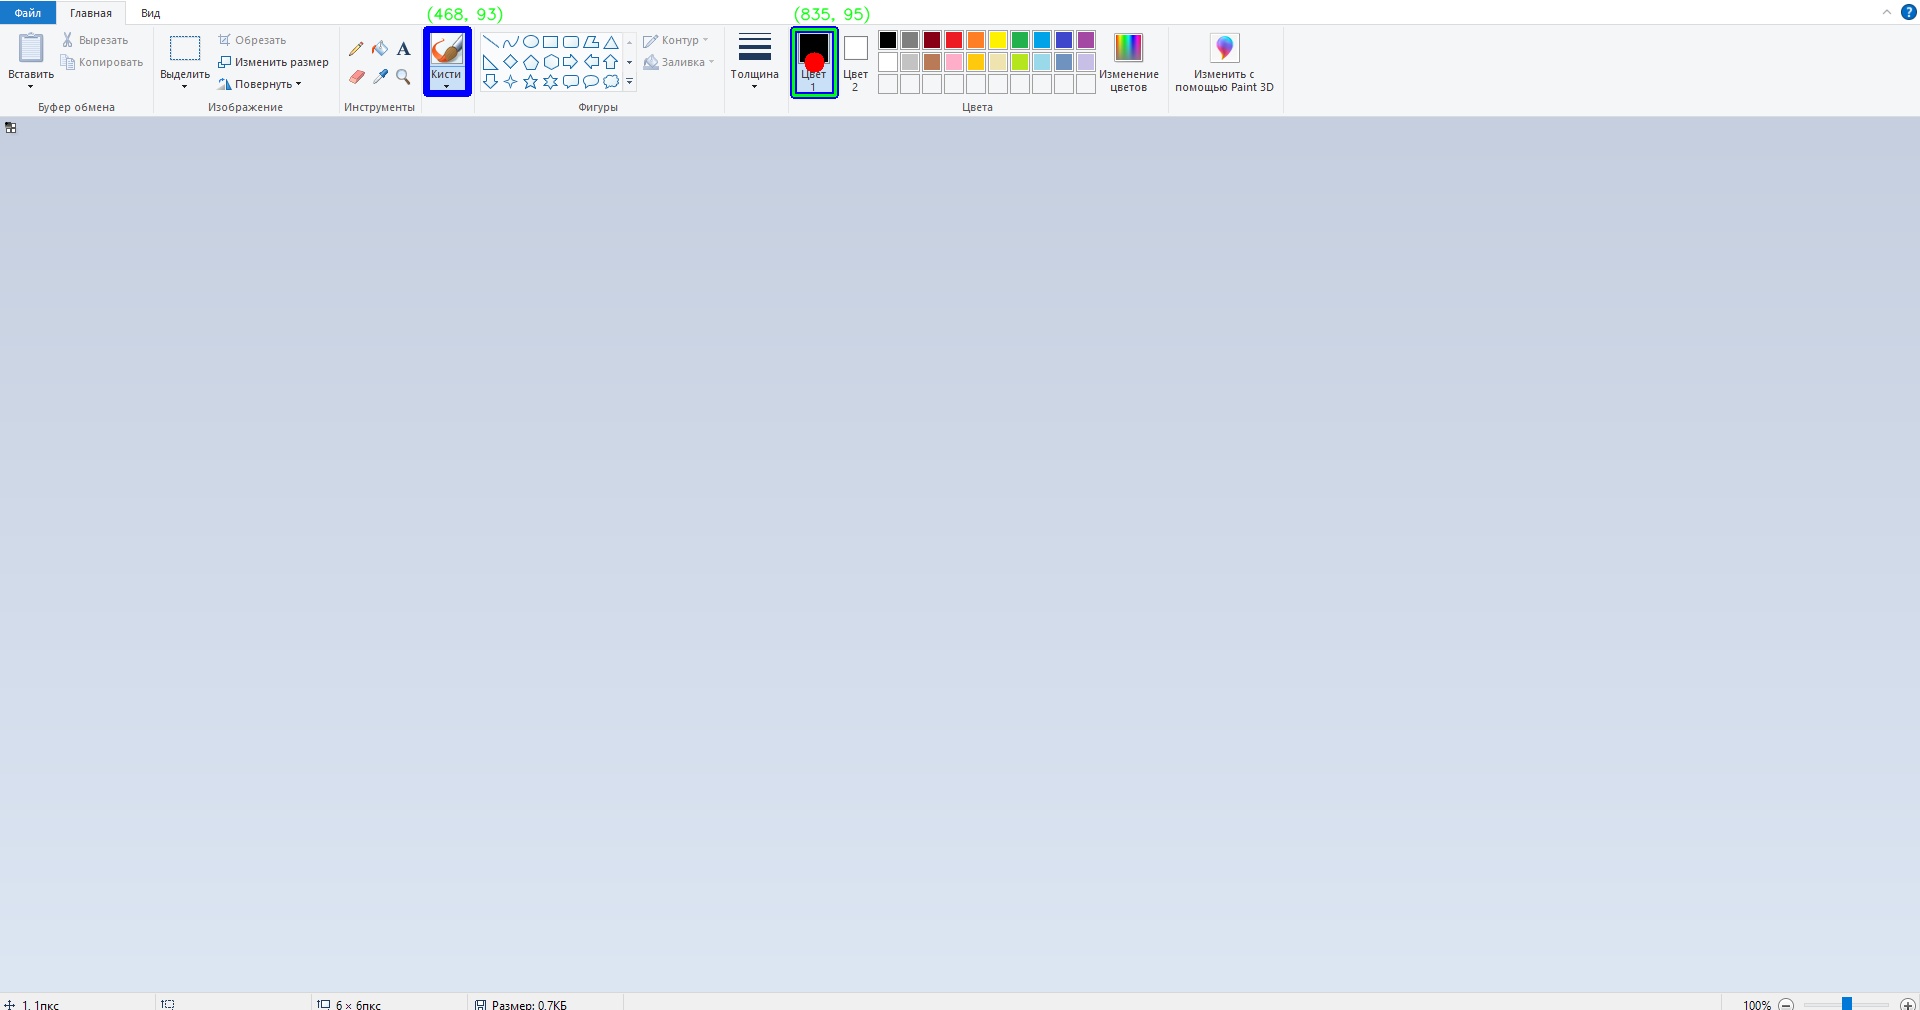 Файл Главная Вид
(468, 93) (835, 95)
Вставить
Вырезать
Копировать
Буфер обмена
Выделить
Обрезать
Изменить размер
Повернуть
Изображение
A
Инструменты
Кисти
Фигуры
Контур
Заливка
Толщина
Цвет
1
Цвет
2
Цвета
Изменение
цветов
Изменить с
помощью Paint 3D
?
1, 1пкс
6 × 6пкс
Размер: 0,7КБ
100%